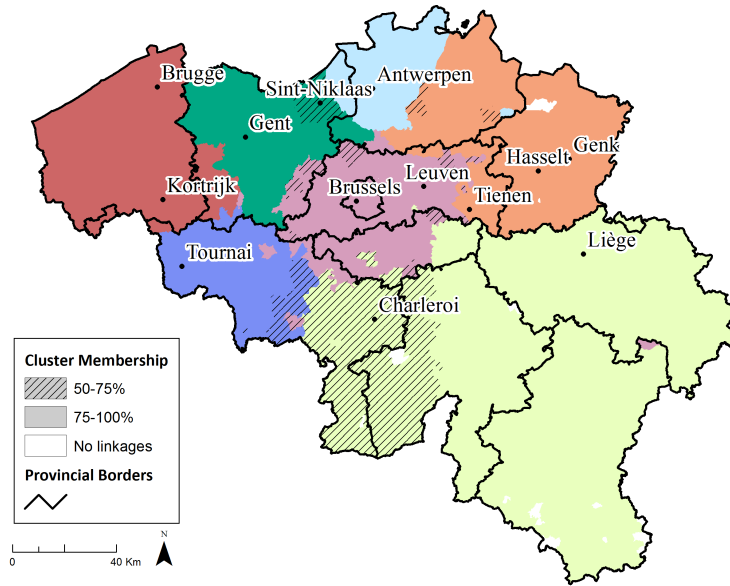 Brugge
Sint-Niklaas
Antwerpen
Gent
Genk
Hasselt
Leuven
Kortrijk
Brussels
Tienen
Tournai
Liège
Charleroi
Cluster Membership
50-75%
75-100%
No linkages
Provincial Borders
N
0 40 Km